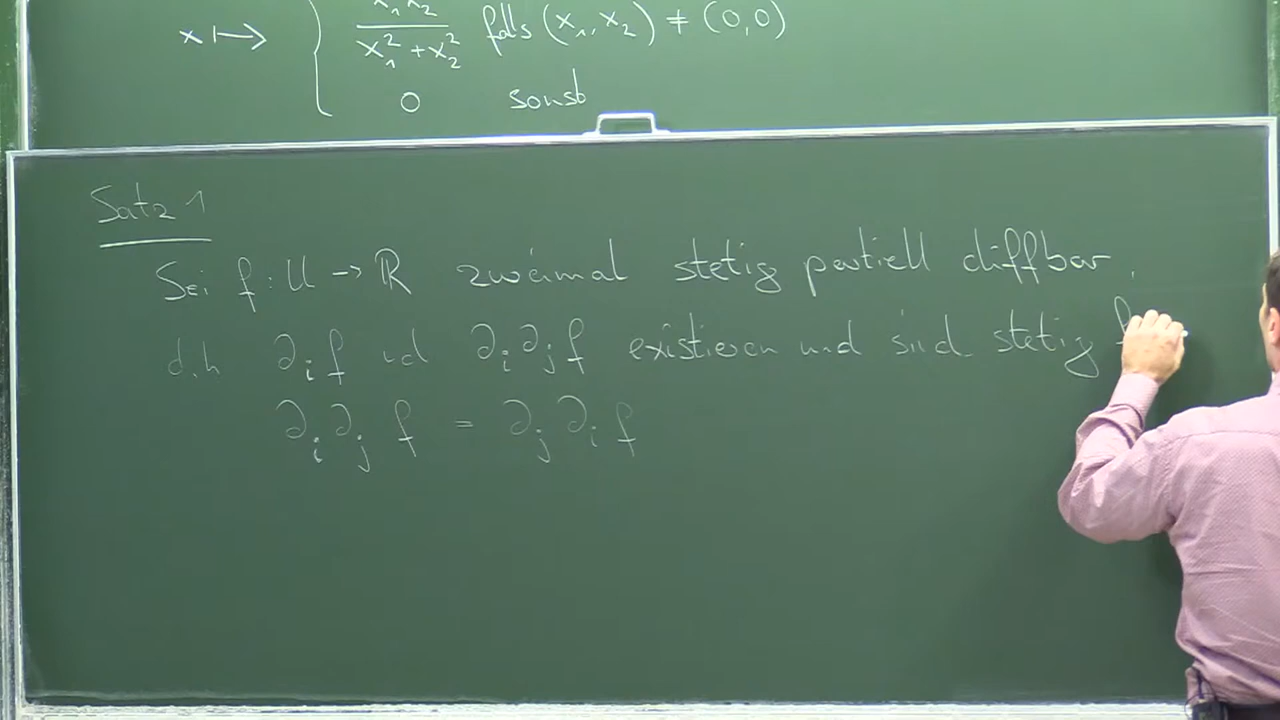 x ↦ { x₁x₂ / x₁² + x₂² falls (x₁, x₂) ≠ (0,0)
0 sonst
Satz 1
Sei f : U → ℝ zweimal stetig partiell diffbar,
d.h ∂ᵢf ud ∂ᵢ∂ⱼf existieren und sind stetig
∂ᵢ∂ⱼ f = ∂ⱼ∂ᵢ f